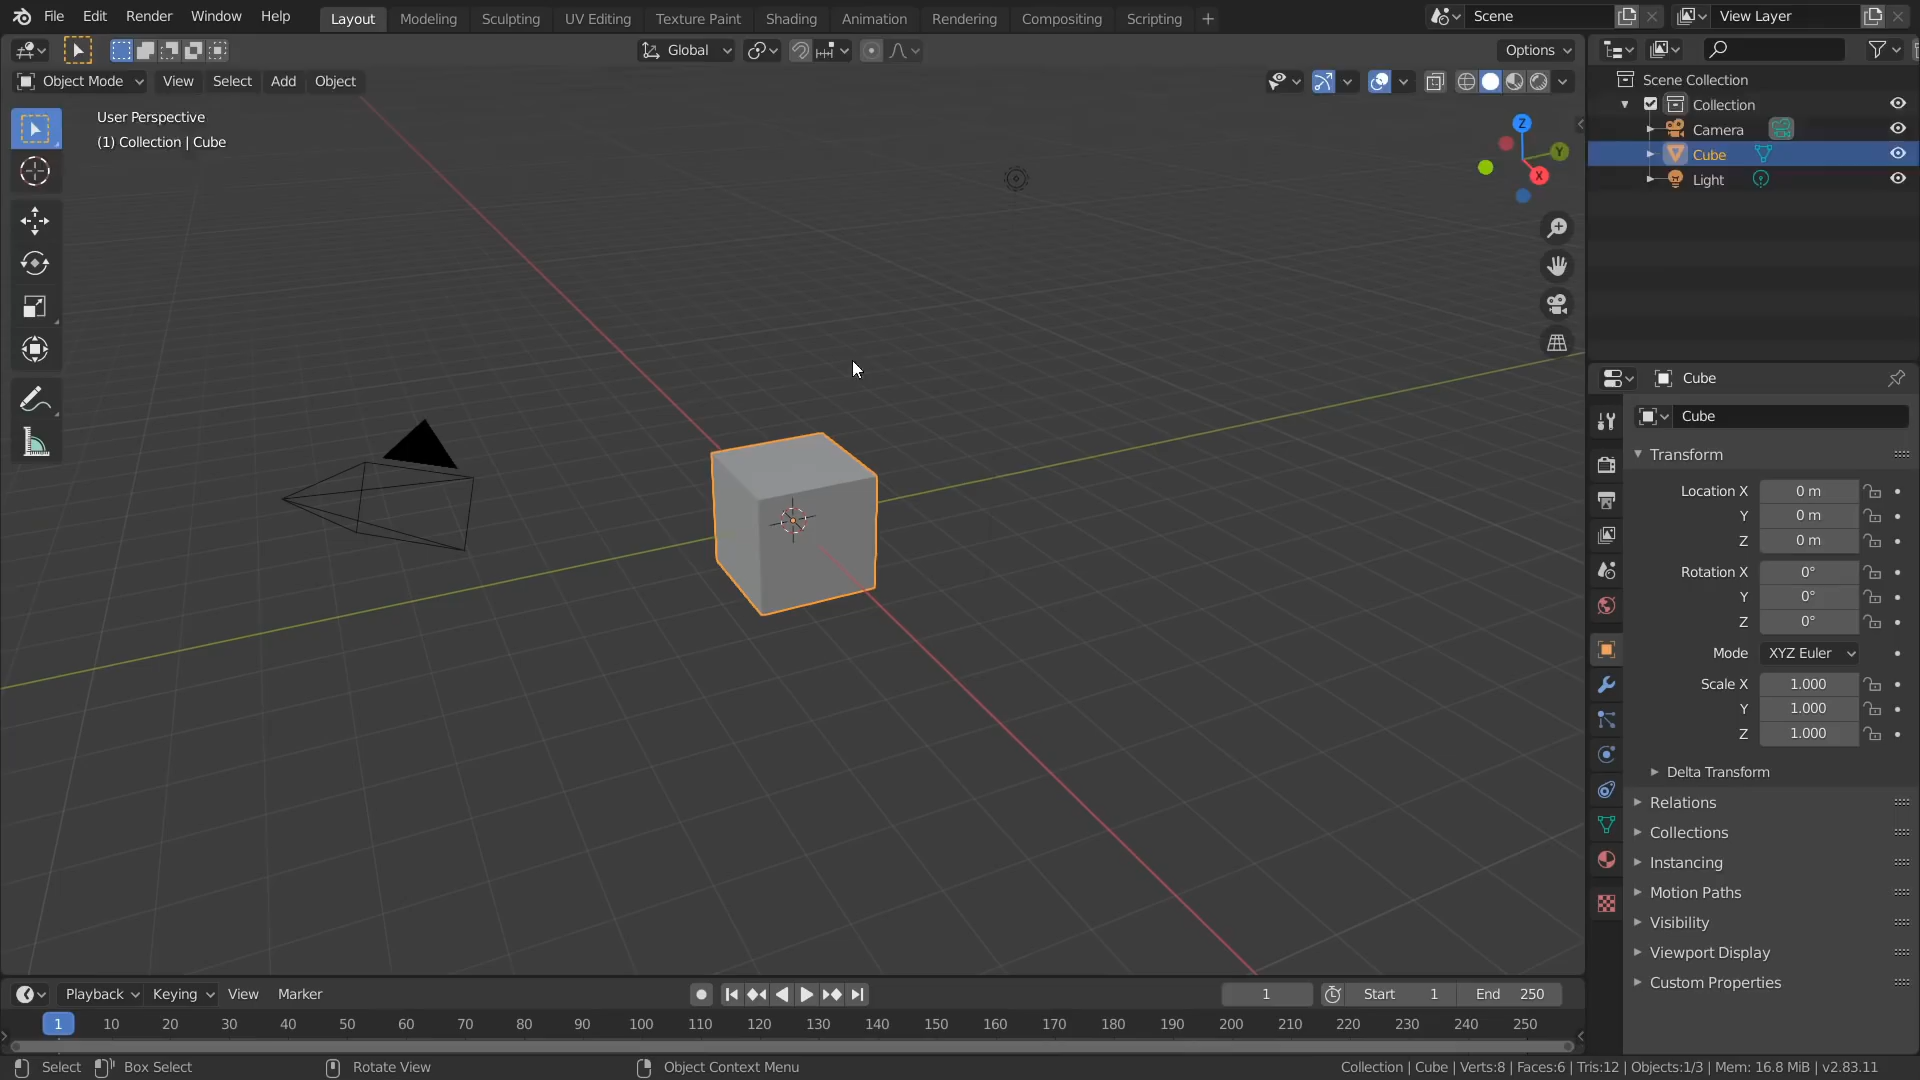 File Edit Render Window Help Layout Modeling Sculpting UV Editing Texture Paint Shading Animation Rendering Compositing Scripting + Scene View Layer
Global Options
Object Mode View Select Add Object
User Perspective
(1) Collection | Cube
Z
Y
X
Scene Collection
Collection
Camera
Cube
Light
Cube
Cube
Transform
Location X 0 m
Y 0 m
Z 0 m
Rotation X 0°
Y 0°
Z 0°
Mode XYZ Euler
Scale X 1.000
Y 1.000
Z 1.000
Delta Transform
Relations
Collections
Instancing
Motion Paths
Visibility
Viewport Display
Custom Properties
Playback Keying View Marker 1 Start 1 End 250
1 10 20 30 40 50 60 70 80 90 100 110 120 130 140 150 160 170 180 190 200 210 220 230 240 250
Select Box Select Rotate View Object Context Menu Collection | Cube | Verts:8 | Faces:6 | Tris:12 | Objects:1/3 | Mem: 16.8 MiB | v2.83.11